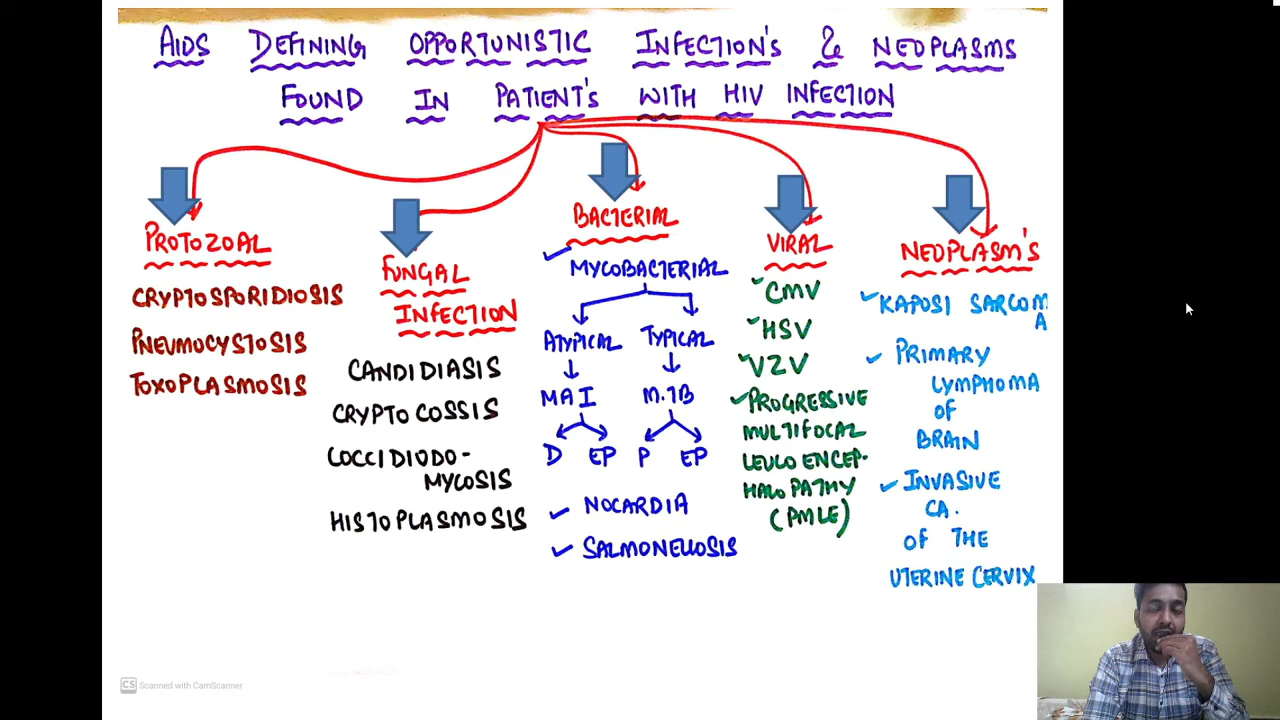 AIDS DEFINING OPPORTUNISTIC INFECTION'S & NEOPLASMS
FOUND IN PATIENT'S WITH HIV INFECTION
PROTOZOAL
CRYPTOSPORIDIOSIS
PNEUMOCYSTOSIS
TOXOPLASMOSIS
FUNGAL
INFECTION
CANDIDIASIS
CRYPTOCOSSIS
COCCIDIODO-
MYCOSIS
HISTOPLASMOSIS
BACTERIAL
MYCOBACTERIAL
ATYPICAL TYPICAL
MAI M.TB
D EP P EP
NOCARDIA
SALMONELLOSIS
VIRAL
CMV
HSV
VZV
PROGRESSIVE
MULTIFOCAL
LEUCOENCEP-
HALOPATHY
(PMLE)
NEOPLASM'S
KAPOSI SARCOM
A
PRIMARY
LYMPHOMA
OF
BRAIN
INVASIVE
CA.
OF THE
UTERINE CERVIX
CS Scanned with CamScanner